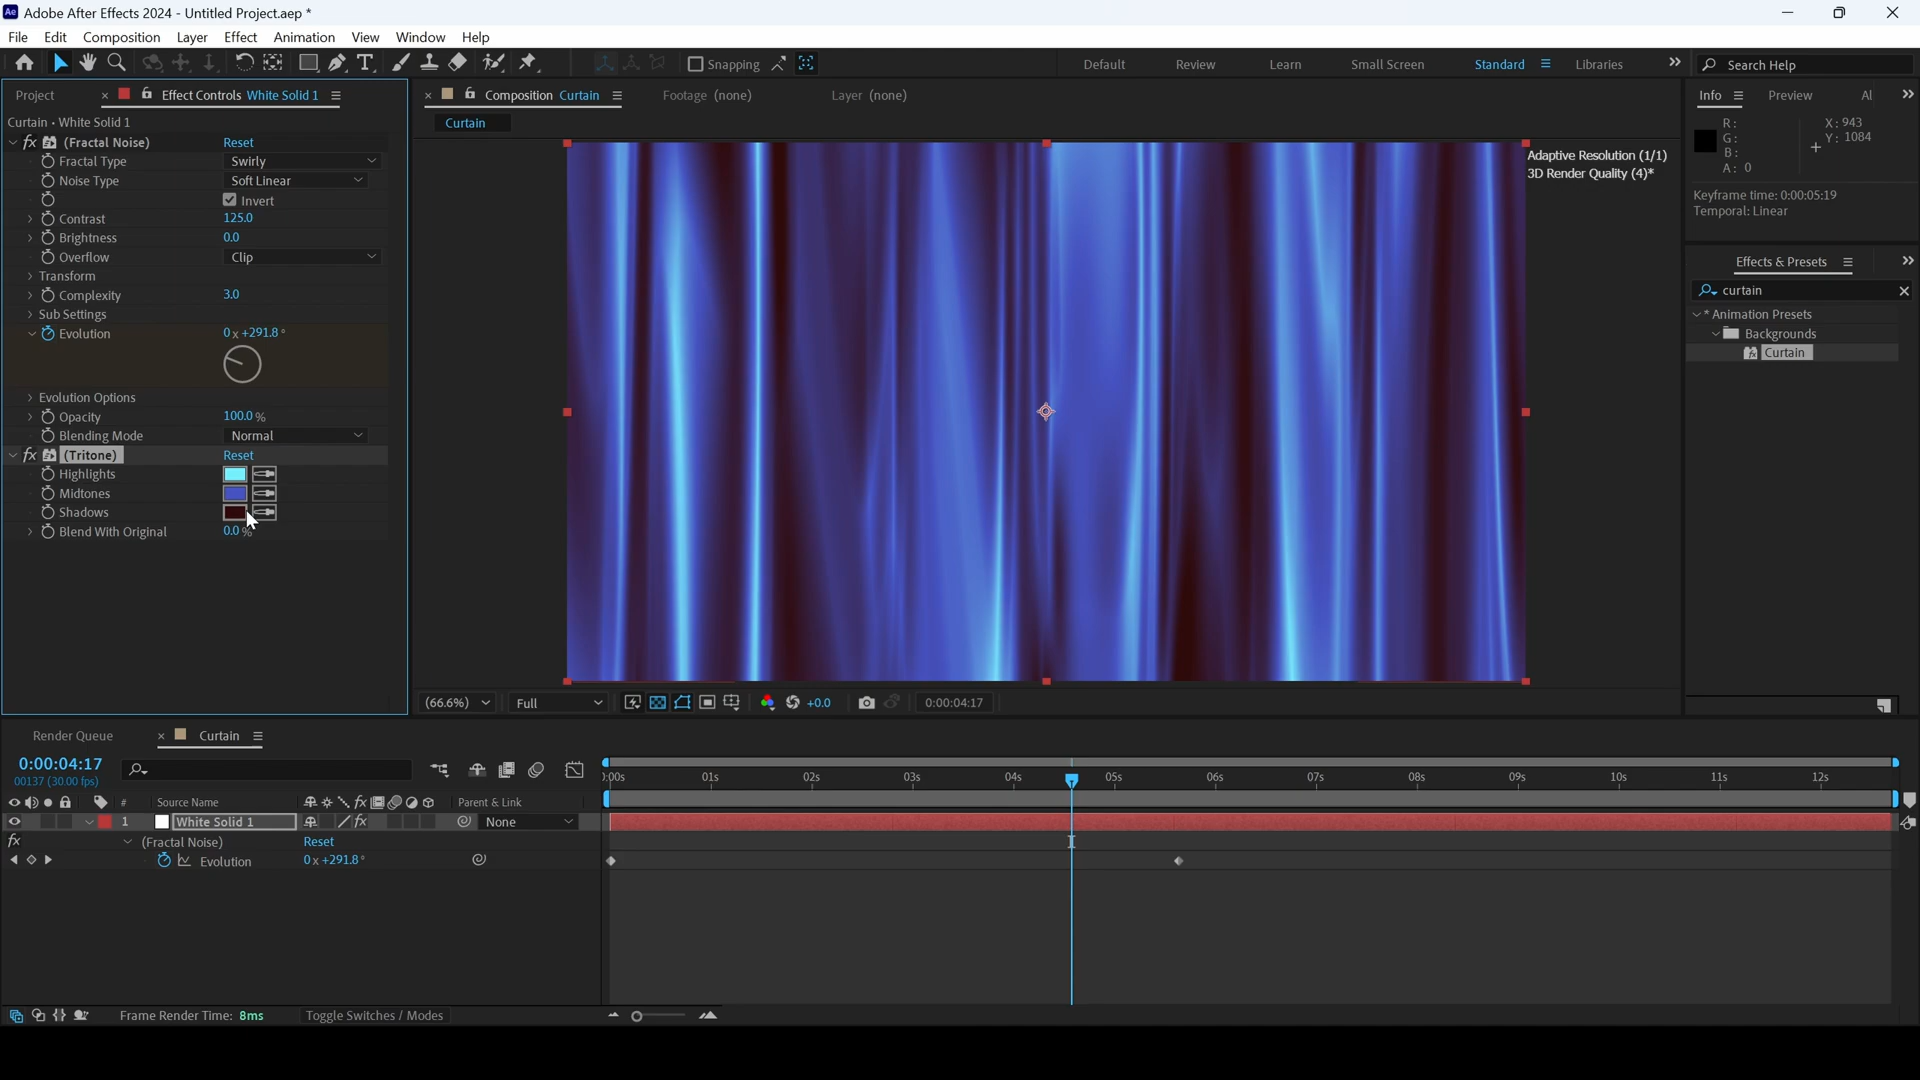 Adobe After Effects 2024 - Untitled Project.aep *
File Edit Composition Layer Effect Animation View Window Help
Snapping Default Review Learn Small Screen Standard Libraries Search Help
Project Effect Controls White Solid 1
Curtain • White Solid 1
fx (Fractal Noise) Reset
Fractal Type Swirly
Noise Type Soft Linear
Invert
Contrast 125.0
Brightness 0.0
Overflow Clip
Transform
Complexity 3.0
Sub Settings
Evolution 0 x +291.8 °
Evolution Options
Opacity 100.0 %
Blending Mode Normal
fx (Tritone) Reset
Highlights
Midtones
Shadows
Blend With Original 0.0 %
Composition Curtain Footage (none) Layer (none)
Curtain
Adaptive Resolution (1/1)
3D Render Quality (4)*
(66.6%) Full +0.0 0:00:04:17
Info Preview Al
R: X: 943
G: Y: 1084
B:
A: 0
Keyframe time: 0:00:05:19
Temporal: Linear
Effects & Presets
curtain
* Animation Presets
Backgrounds
Curtain
Render Queue Curtain
0:00:04:17
00137 (30.00 fps)
):00s 01s 02s 03s 04s 05s 06s 07s 08s 09s 10s 11s 12s
# Source Name fx Parent & Link
1 White Solid 1 fx None
fx (Fractal Noise) Reset
Evolution 0 x +291.8 °
Frame Render Time: 8ms Toggle Switches / Modes